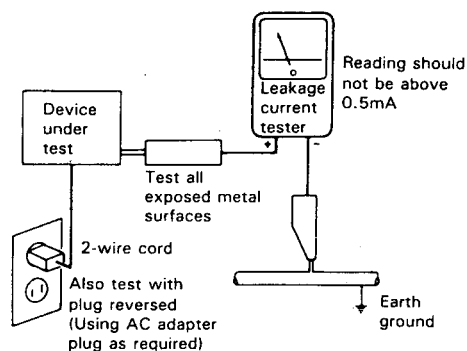 Device
under
test
Leakage
current
tester
+ -
Reading should
not be above
0.5mA
Test all
exposed metal
surfaces
2-wire cord
Also test with
plug reversed
(Using AC adapter
plug as required)
Earth
ground